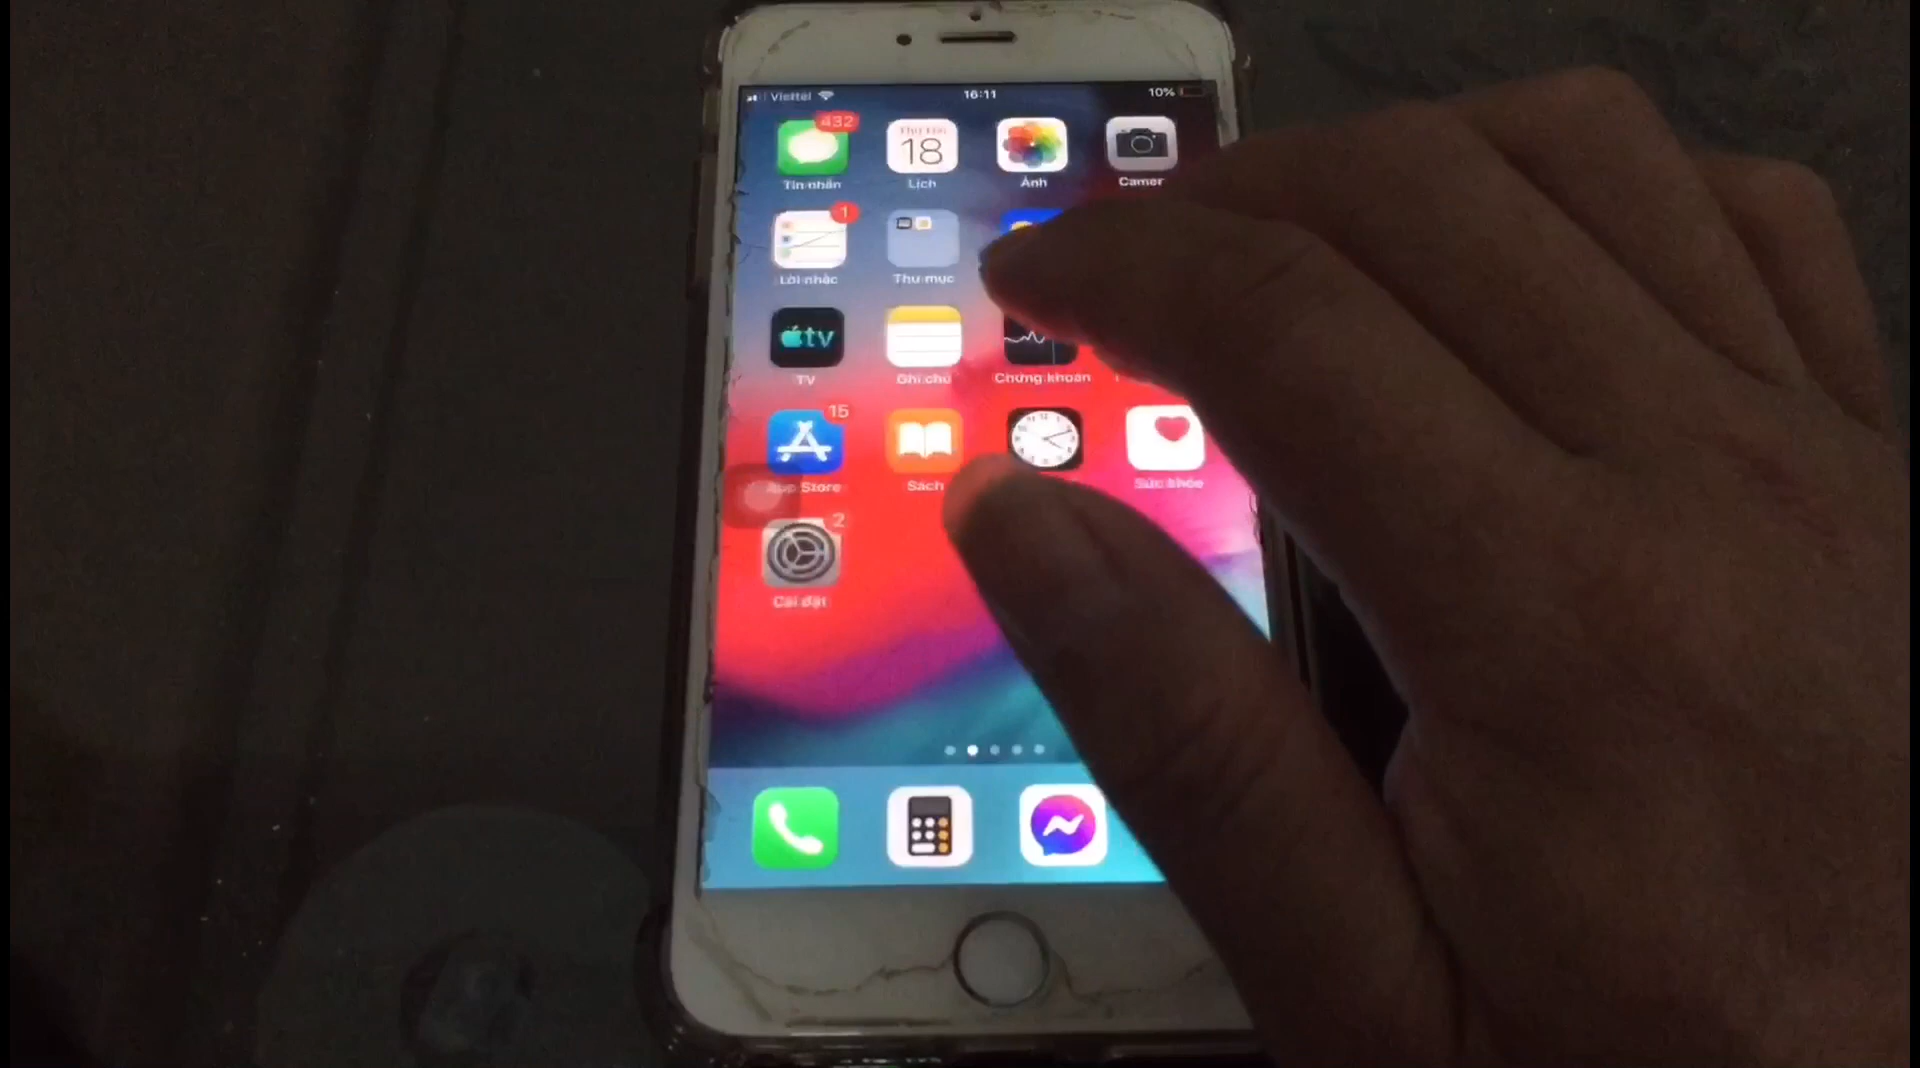 Viettel 16:11 10%
432
18
Tin nhắn Lịch Ảnh Camer
1
Lời nhắc Thư mục
tv
TV Ghi chú Chứng khoán
15
App Store Sách Sức khỏe
2
Cài đặt